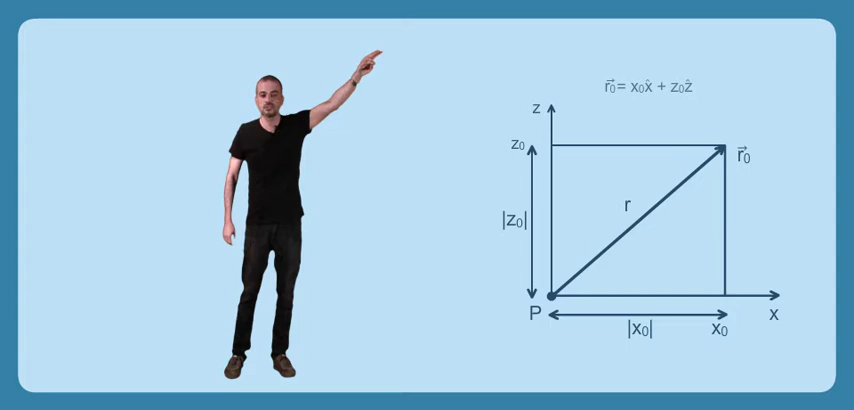 r⃗₀= x₀x̂ + z₀ẑ
z
z₀
r⃗₀
r
|z₀|
P
x₀
x
|x₀|